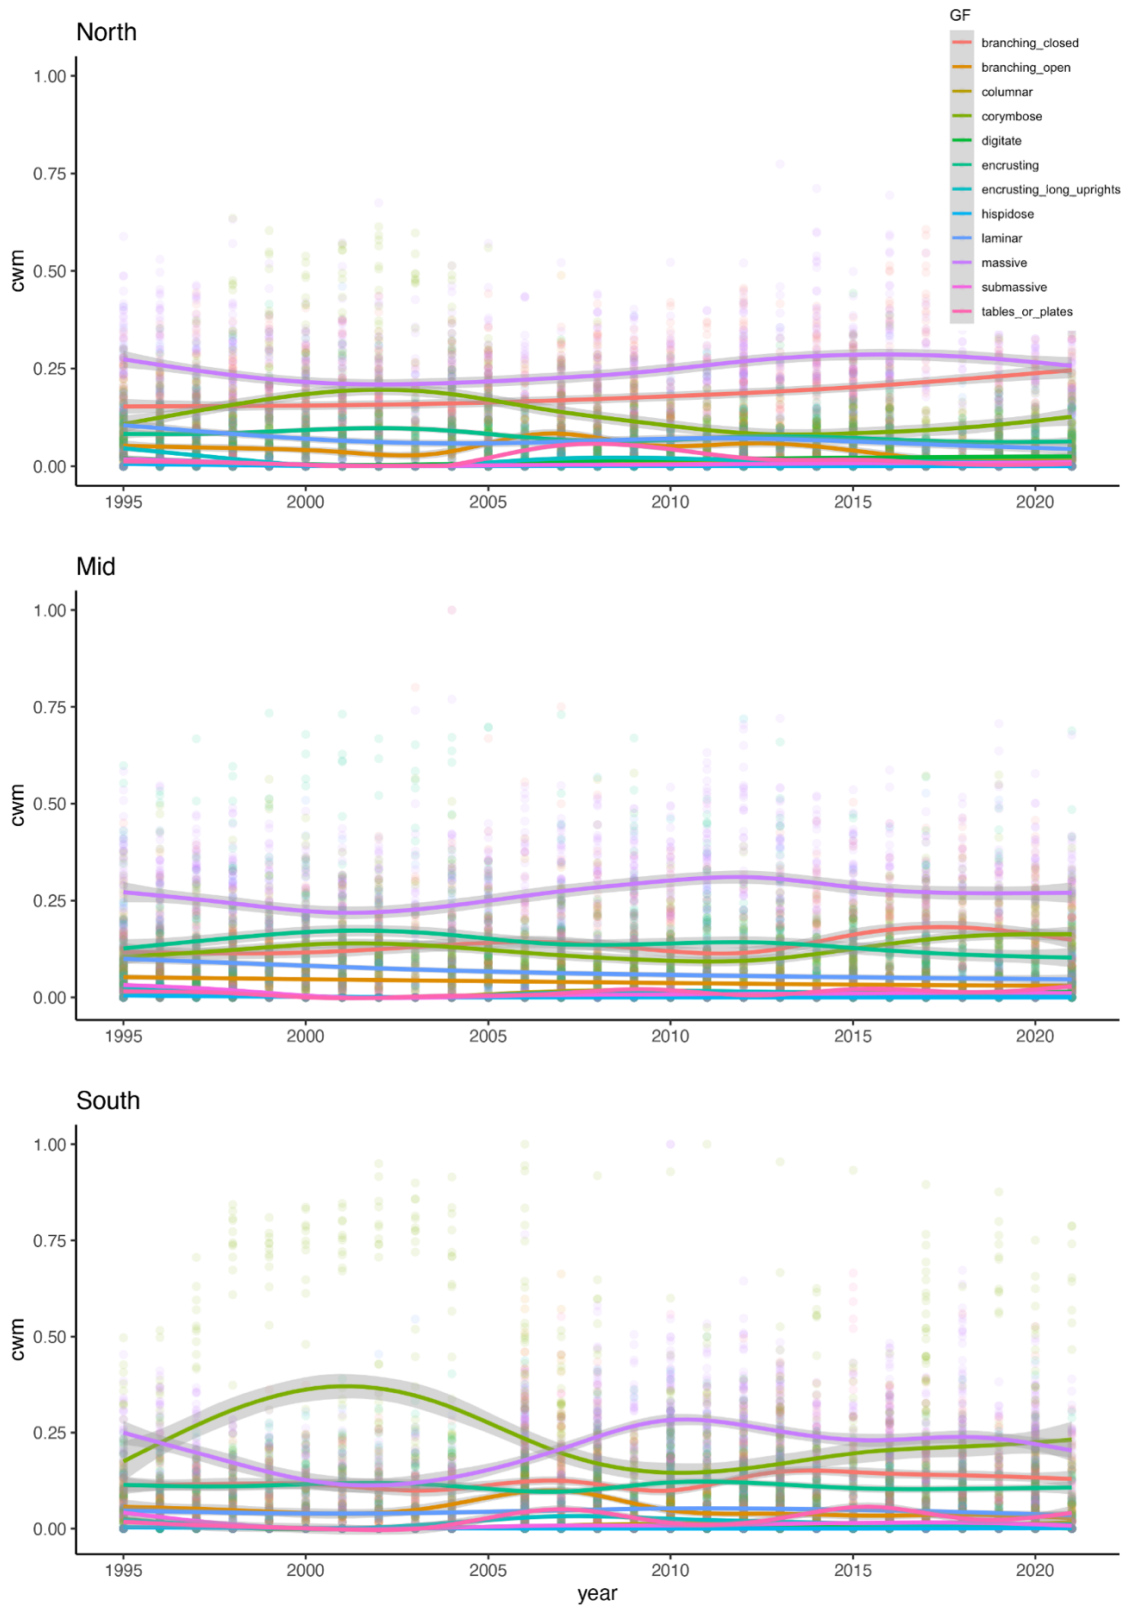 North
GF
branching_closed
branching_open
columnar
corymbose
digitate
encrusting
encrusting_long_uprights
hispidose
laminar
massive
submassive
tables_or_plates
1.00
0.75
0.50
0.25
0.00
cwm
1995 2000 2005 2010 2015 2020
Mid
1.00
0.75
0.50
0.25
0.00
cwm
1995 2000 2005 2010 2015 2020
South
1.00
0.75
0.50
0.25
0.00
cwm
1995 2000 2005 2010 2015 2020
year